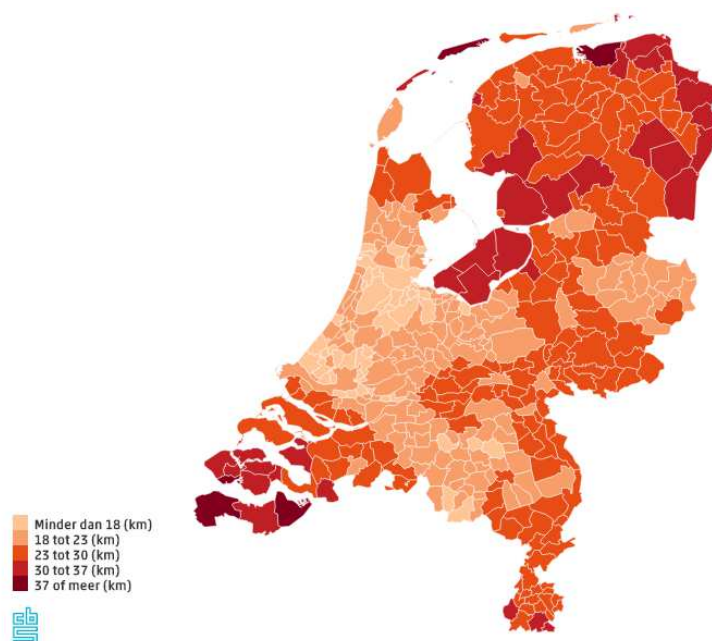 Minder dan 18 (km)
18 tot 23 (km)
23 tot 30 (km)
30 tot 37 (km)
37 of meer (km)
cbs